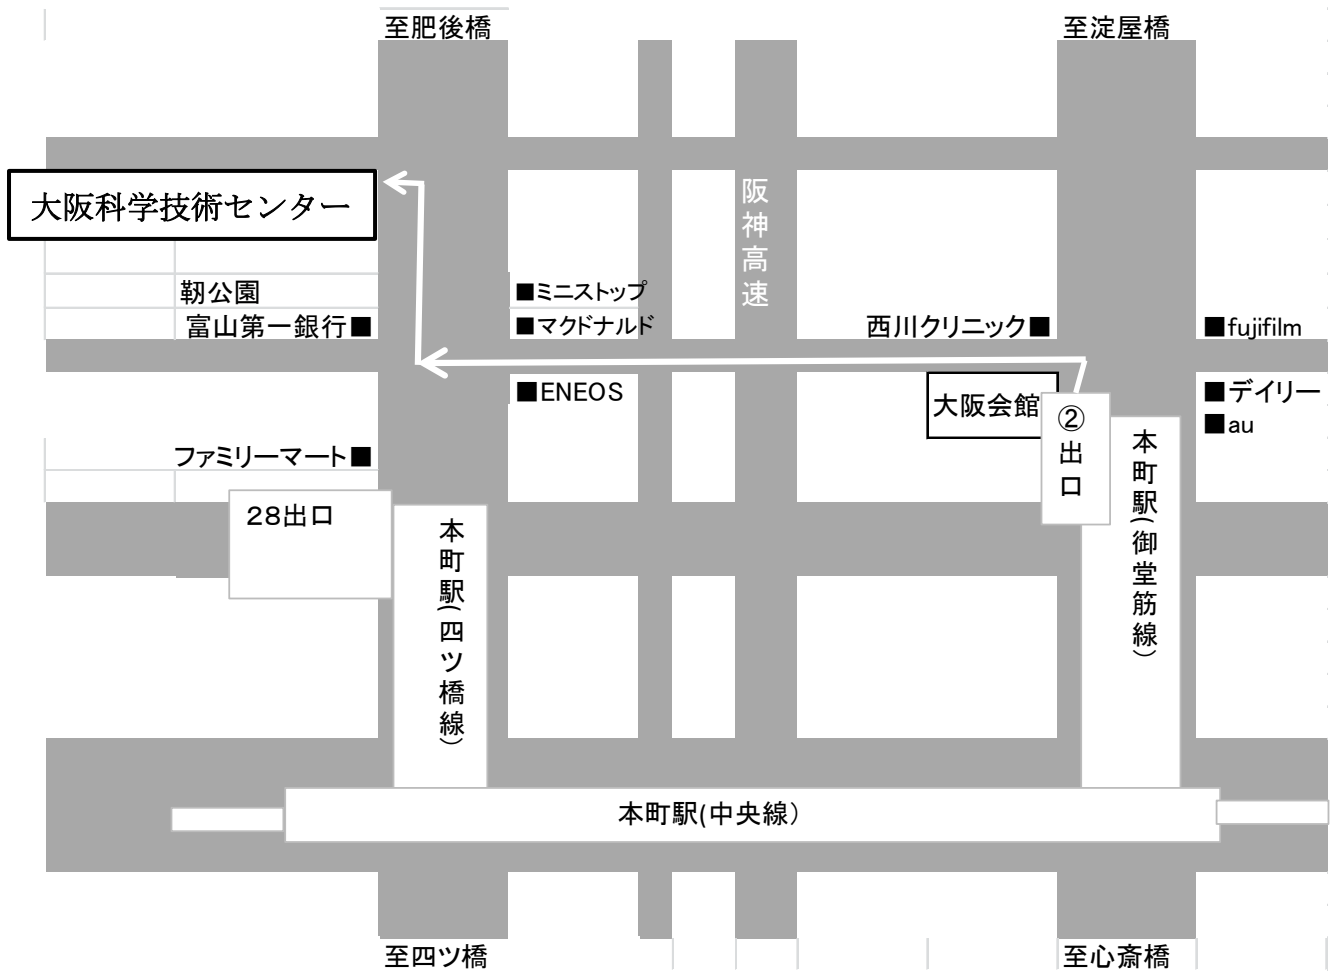 至肥後橋
至淀屋橋
阪神高速
大阪科学技術センター
靭公園
■ミニストップ
富山第一銀行■
■マクドナルド
西川クリニック■
■fujifilm
■ENEOS
大阪会館
②出口
■デイリー
■au
ファミリーマート■
28出口
本町駅(四ツ橋線)
本町駅(御堂筋線)
本町駅(中央線)
至四ツ橋
至心斎橋